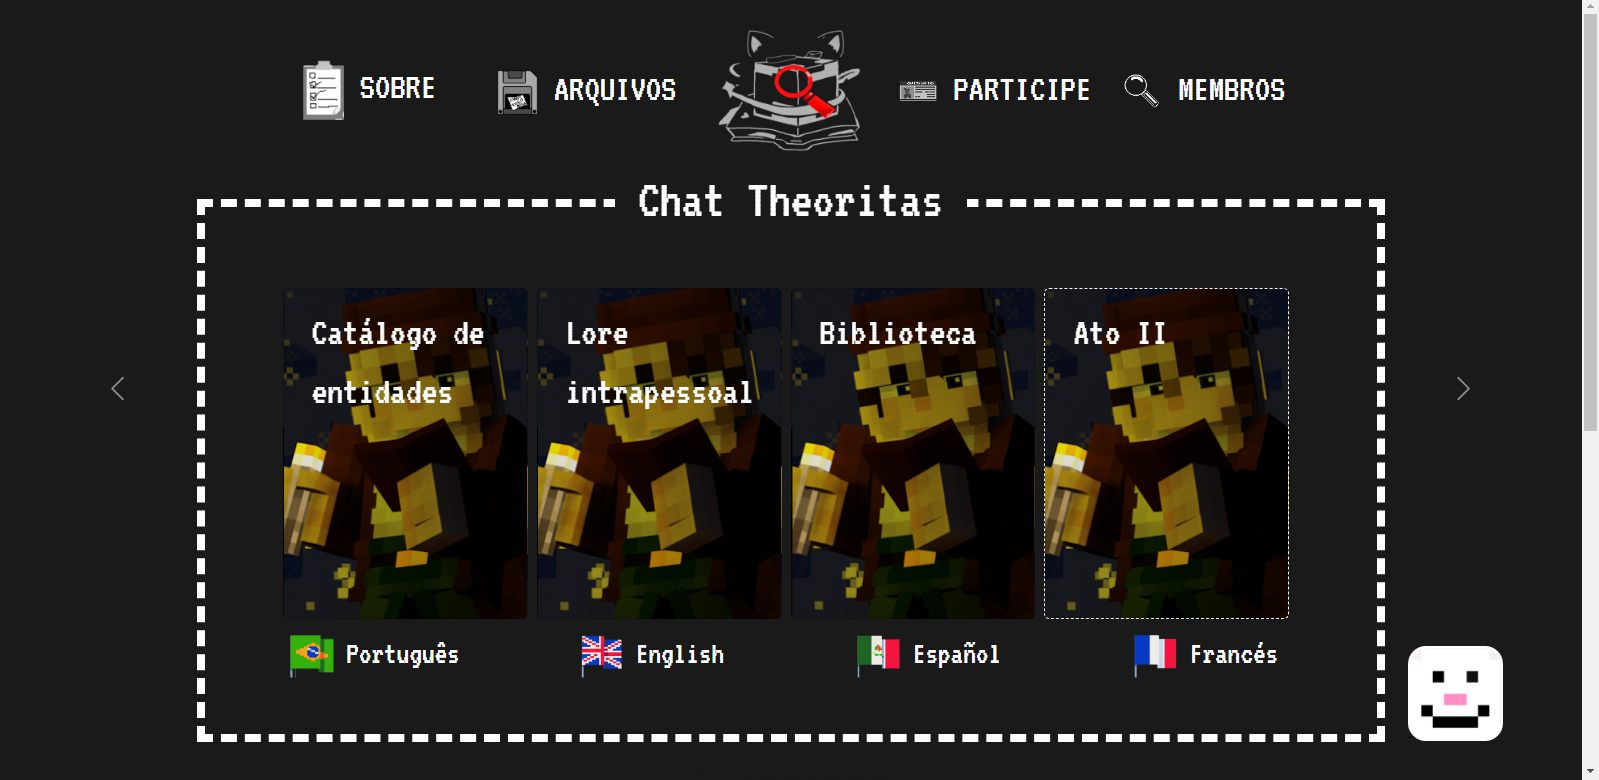 SOBRE
ARQUIVOS
PARTICIPE
MEMBROS
Chat Theoritas
Catálogo de
entidades
Lore
intrapessoal
Biblioteca
Ato II
Português
English
Español
Francés